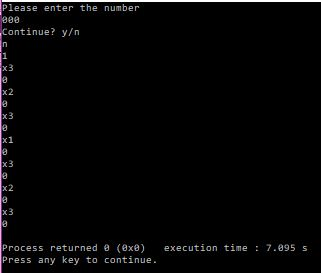 Please enter the number
000
Continue? y/n
n
1
x3
0
x2
0
x3
0
x1
0
x3
0
x2
0
x3
0
Process returned 0 (0x0)   execution time : 7.095 s
Press any key to continue.